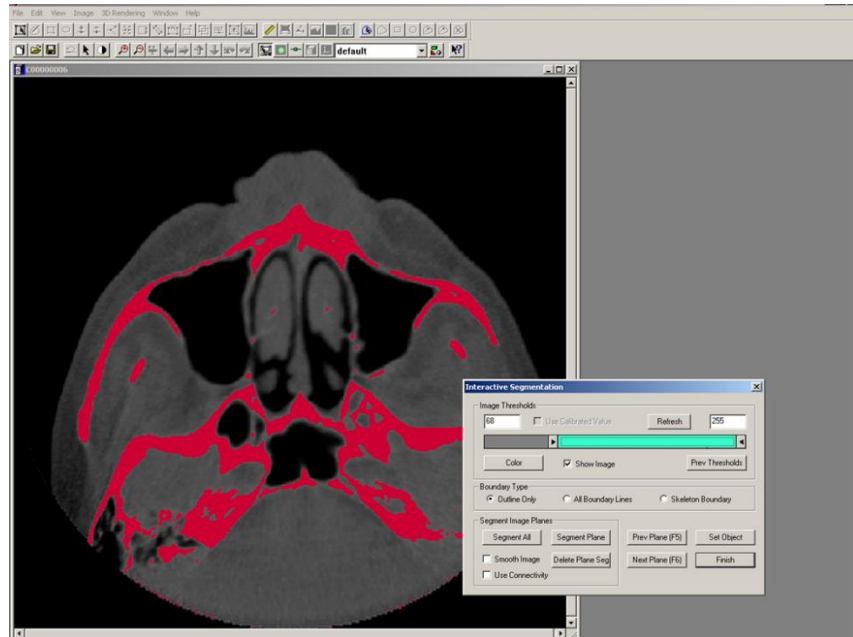 File Edit View Image 3D Rendering Window Help
default
C00000006
Interactive Segmentation
Image Thresholds
68 Use Calibrated Value Refresh 255
Color Show Image Prev Thresholds
Boundary Type
Outline Only All Boundary Lines Skeleton Boundary
Segment Image Planes
Segment All Segment Plane Prev Plane (F5) Set Object
Smooth Image Delete Plane Seg Next Plane (F6) Finish
Use Connectivity